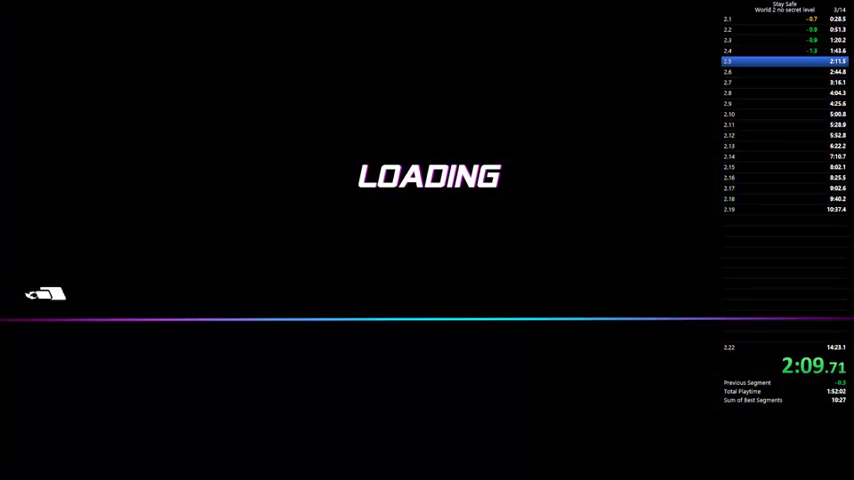 Stay Safe
World 2 no secret level 3/14
2.1 -0.7 0:28.5
2.2 -0.9 0:51.3
2.3 -0.9 1:20.2
2.4 -1.3 1:43.6
2.5 2:11.5
2.6 2:44.8
2.7 3:16.1
2.8 4:04.3
2.9 4:25.6
2.10 5:00.8
2.11 5:28.9
2.12 5:52.8
2.13 6:22.2
2.14 7:10.7
2.15 8:02.1
2.16 8:25.5
2.17 9:02.6
2.18 9:40.2
2.19 10:37.4
LOADING
2.22 14:23.1
2:09.71
Previous Segment -0.3
Total Playtime 1:52:02
Sum of Best Segments 10:27